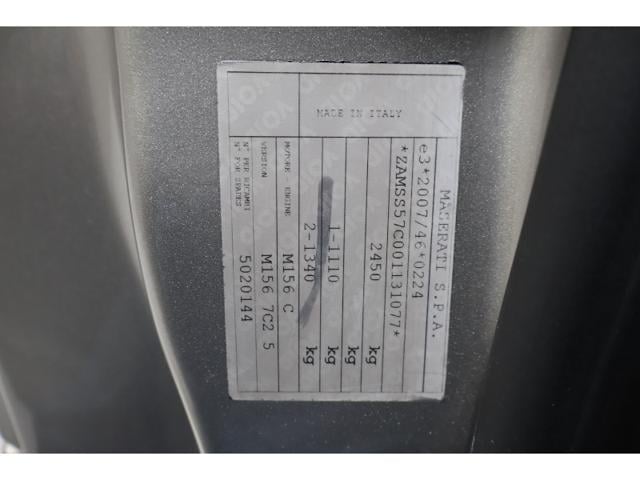 MASERATI S.P.A.
e3*2007/46*0224
*ZAMSS57C001131077*
2450 kg
kg
1-1110 kg
2-1340 kg
MOTORE - ENGINE M156 C
VERSION M156 7C2 5
N° PER RICAMBI
N° FOR SPARES 5020144
MADE IN ITALY